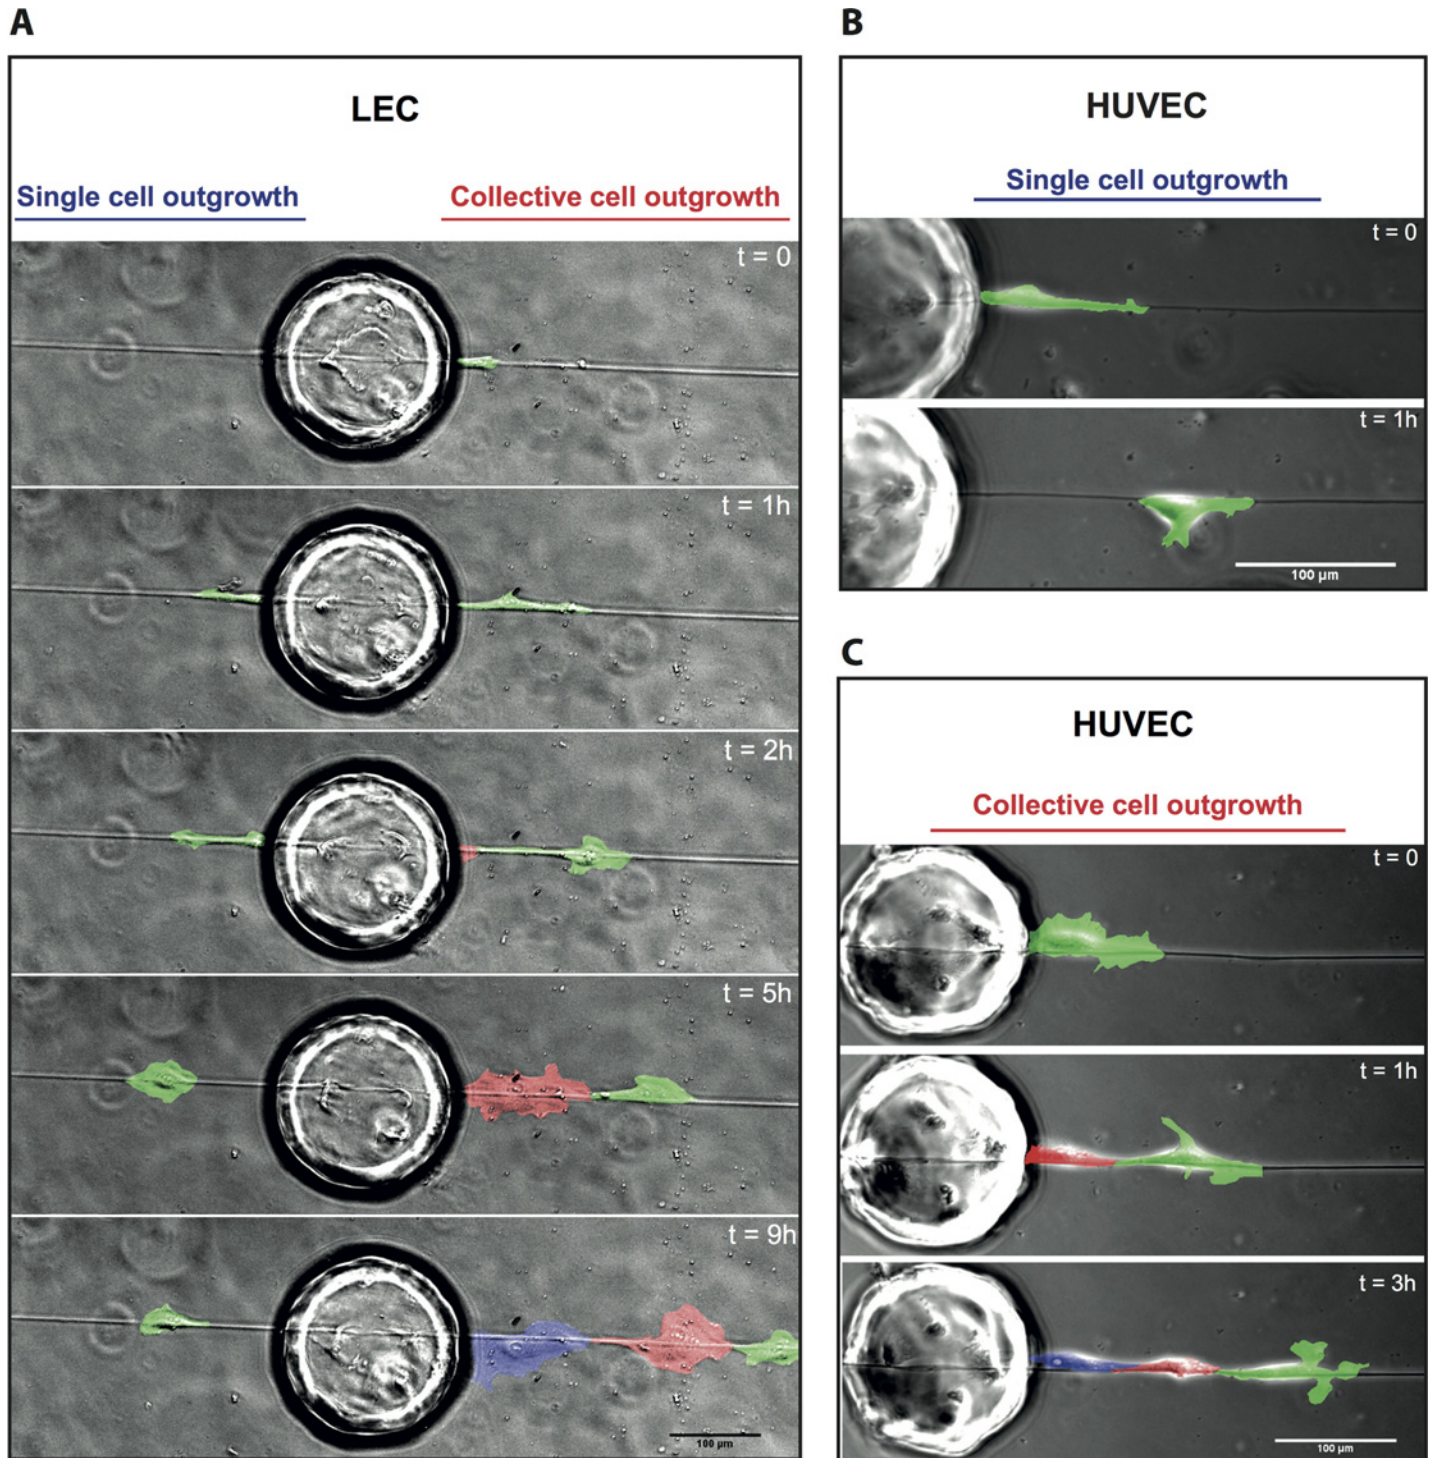 A
LEC
Single cell outgrowth
Collective cell outgrowth
t = 0
t = 1h
t = 2h
t = 5h
t = 9h
100 µm
B
HUVEC
Single cell outgrowth
t = 0
t = 1h
100 µm
C
HUVEC
Collective cell outgrowth
t = 0
t = 1h
t = 3h
100 µm